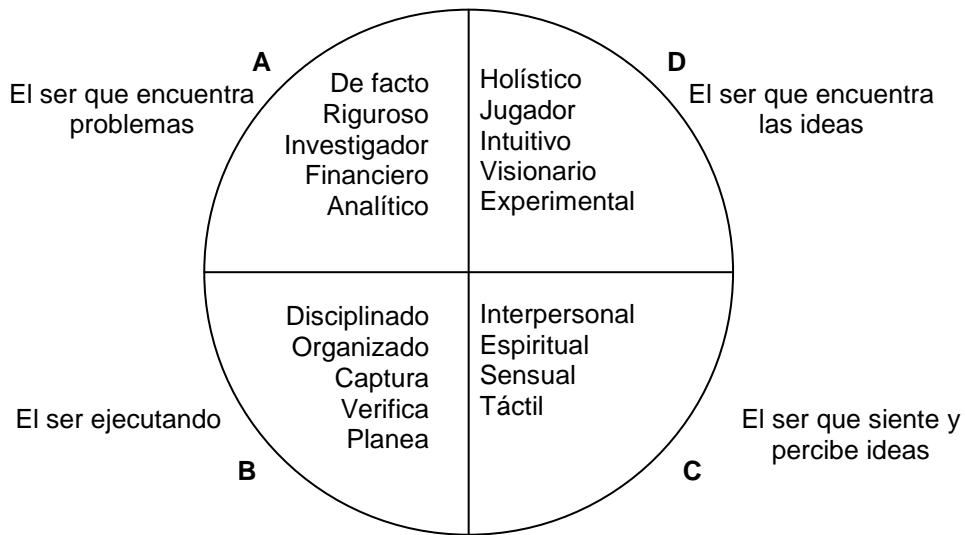 A
El ser que encuentra
problemas
De facto
Riguroso
Investigador
Financiero
Analítico
Holístico
Jugador
Intuitivo
Visionario
Experimental
D
El ser que encuentra
las ideas
Disciplinado
Organizado
Captura
Verifica
Planea
El ser ejecutando
B
Interpersonal
Espiritual
Sensual
Táctil
El ser que siente y
percibe ideas
C